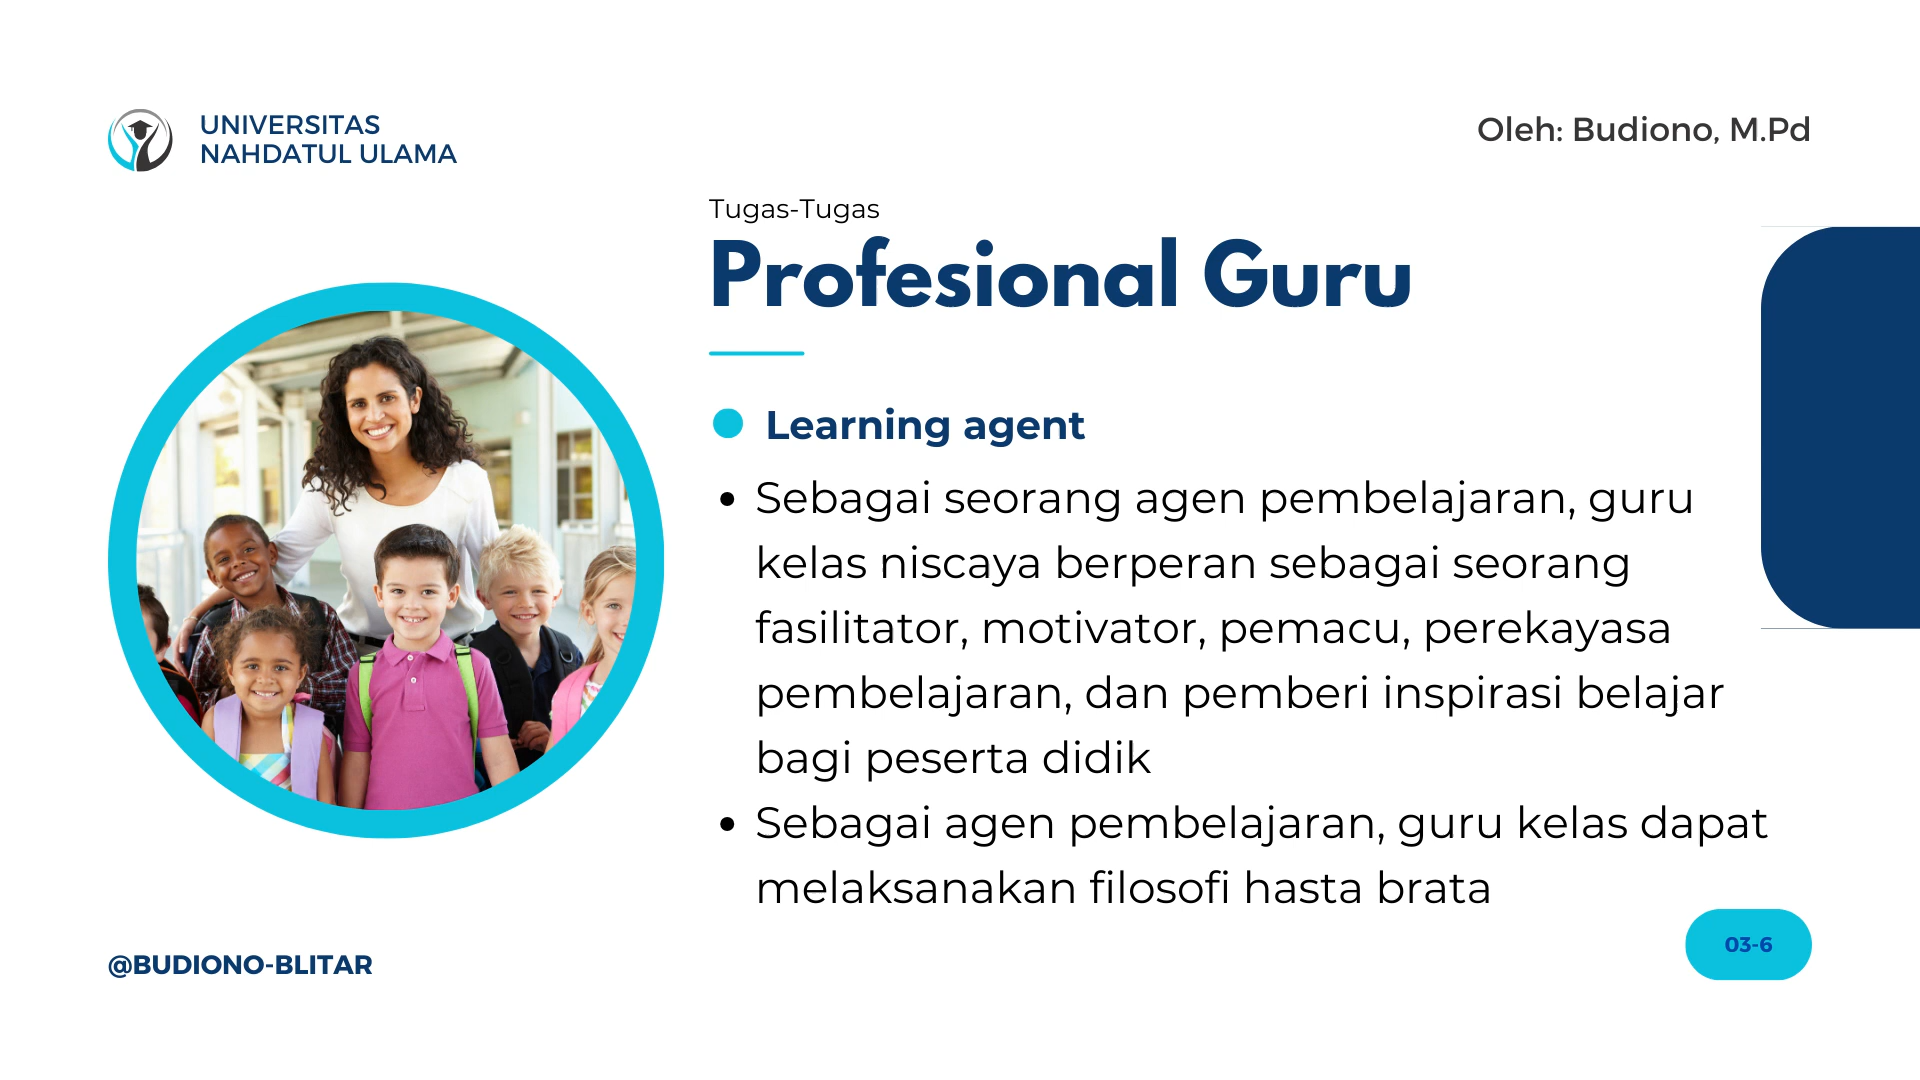 UNIVERSITAS
NAHDATUL ULAMA
Oleh: Budiono, M.Pd
Tugas-Tugas
Profesional Guru
Learning agent
• Sebagai seorang agen pembelajaran, guru
kelas niscaya berperan sebagai seorang
fasilitator, motivator, pemacu, perekayasa
pembelajaran, dan pemberi inspirasi belajar
bagi peserta didik
• Sebagai agen pembelajaran, guru kelas dapat
melaksanakan filosofi hasta brata
@BUDIONO-BLITAR
03-6